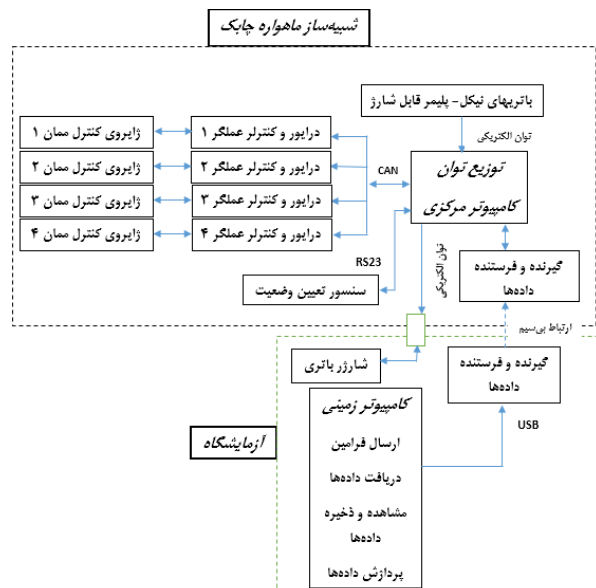 شبیه‌ساز ماهواره چابک
باتریهای نیکل- پلیمر قابل شارژ
توان الکتریکی
ژایروی کنترل ممان ۱
درایور و کنترلر عملگر ۱
ژایروی کنترل ممان ۲
درایور و کنترلر عملگر ۲
ژایروی کنترل ممان ۳
درایور و کنترلر عملگر ۳
ژایروی کنترل ممان ۴
درایور و کنترلر عملگر ۴
CAN
توزیع توان
کامپیوتر مرکزی
RS23
سنسور تعیین وضعیت
توان الکتریکی
گیرنده و فرستنده
داده‌ها
ارتباط بی‌سیم
گیرنده و فرستنده
داده‌ها
USB
شارژر باتری
آزمایشگاه
کامپیوتر زمینی
ارسال فرامین
دریافت داده‌ها
مشاهده و ذخیره
داده‌ها
پردازش داده‌ها